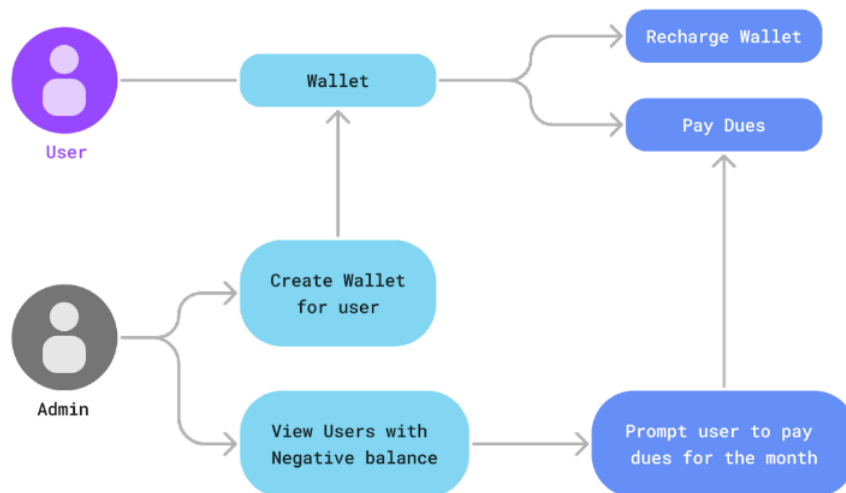 Recharge Wallet
Wallet
Pay Dues
User
Create Wallet
for user
Admin
View Users with
Negative balance
Prompt user to pay
dues for the month